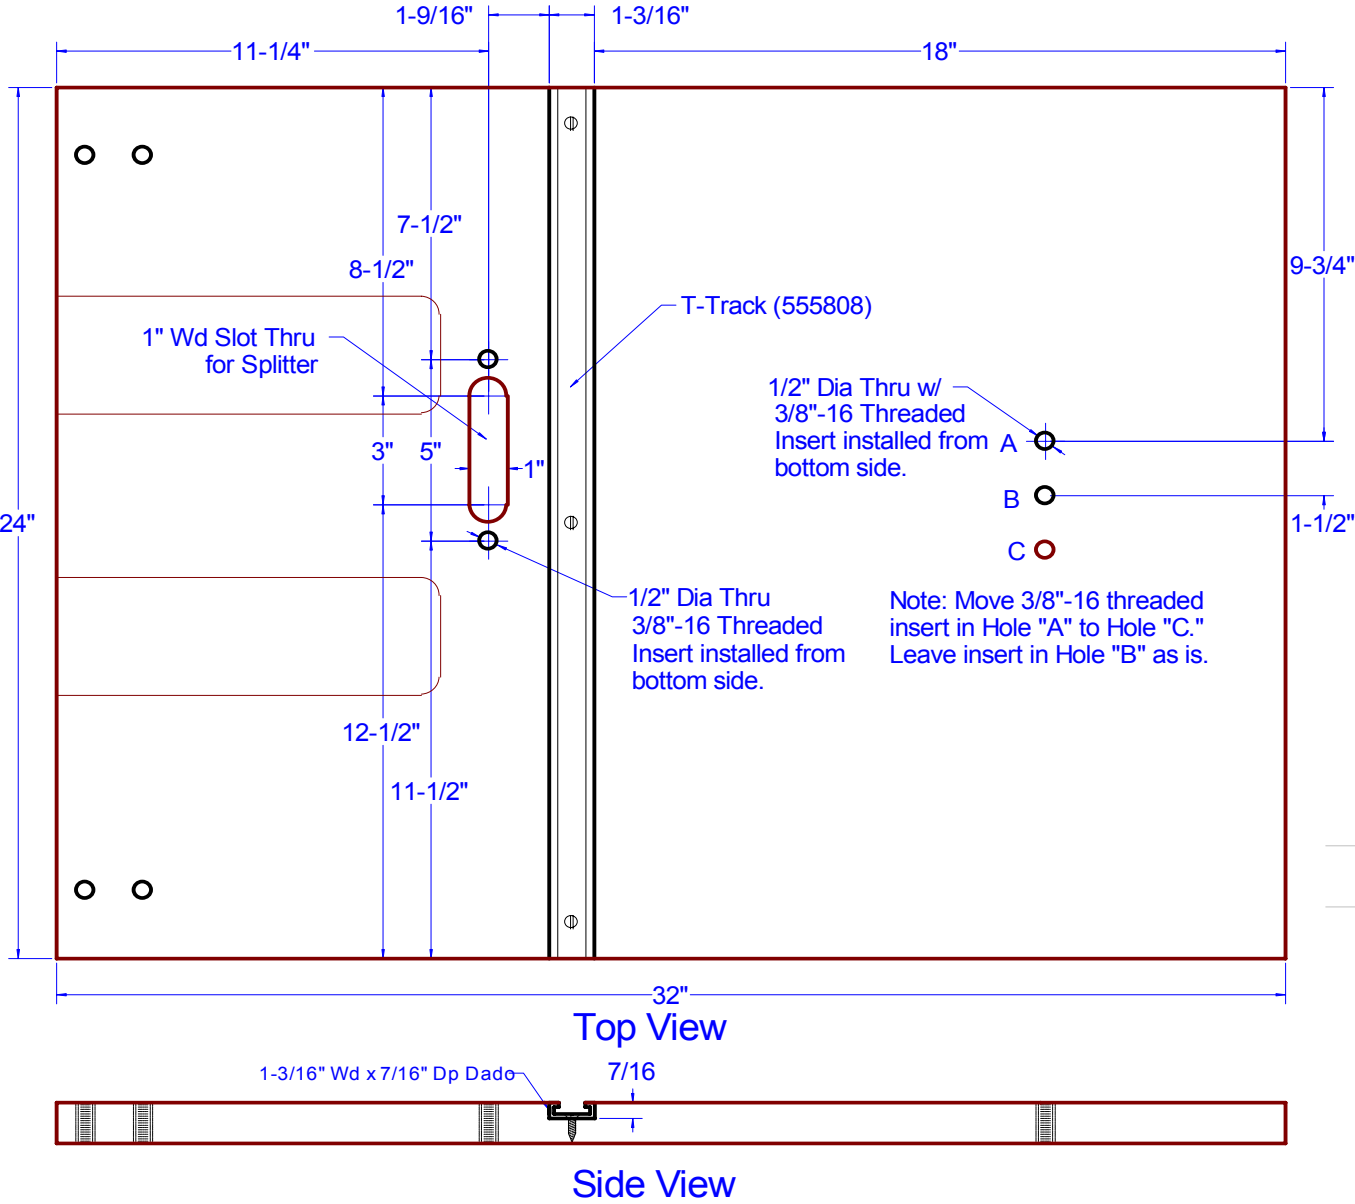 1-9/16"
1-3/16"
11-1/4"
18"
7-1/2"
8-1/2"
9-3/4"
T-Track (555808)
1" Wd Slot Thru
for Splitter
1/2" Dia Thru w/
3/8"-16 Threaded
Insert installed from
bottom side.
A
3"
5"
1"
B
24"
1-1/2"
C
1/2" Dia Thru
3/8"-16 Threaded
Insert installed from
bottom side.
Note: Move 3/8"-16 threaded
insert in Hole "A" to Hole "C."
Leave insert in Hole "B" as is.
12-1/2"
11-1/2"
32"
Top View
1-3/16" Wd x 7/16" Dp Dado
7/16
Side View